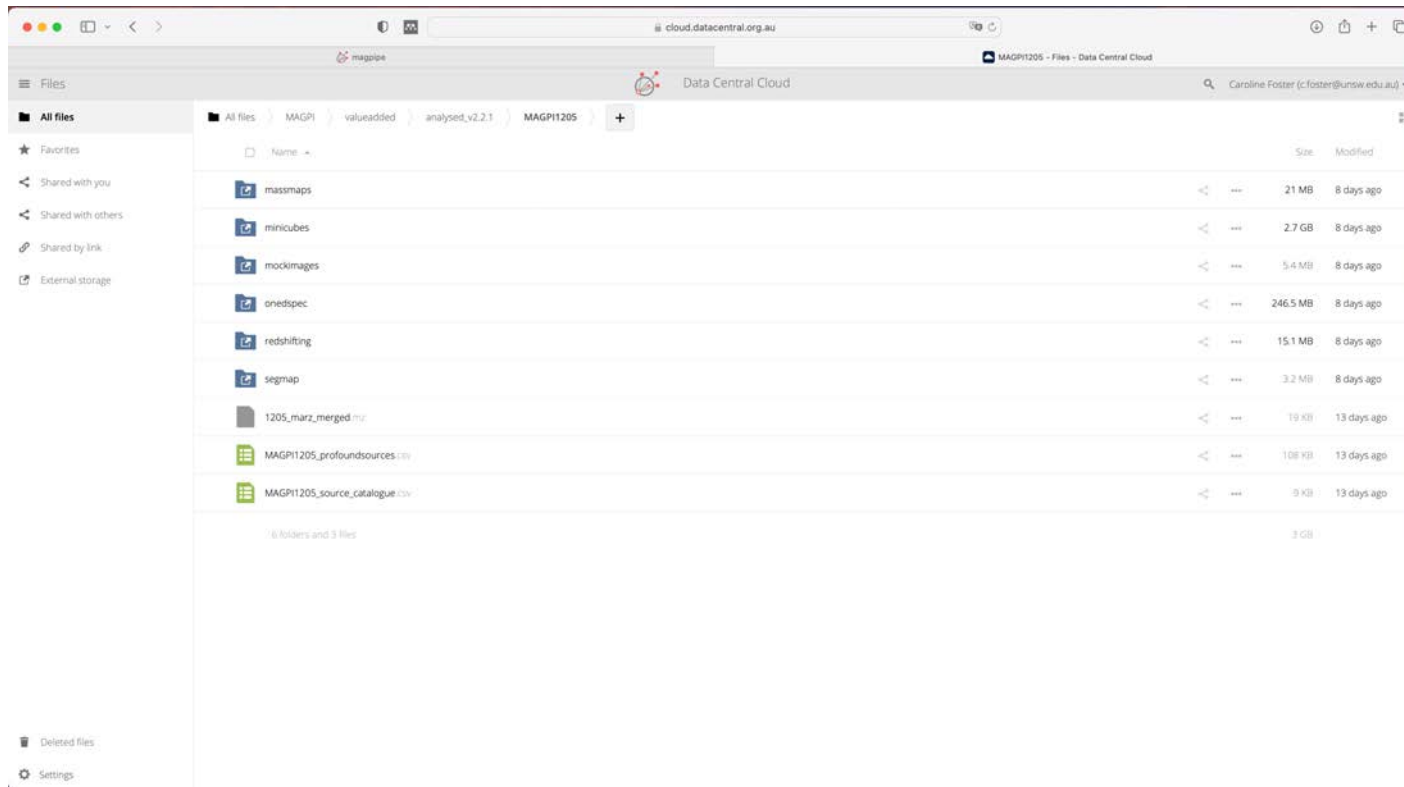 cloud.datacentral.org.au
magpipe
MAGPI1205 - Files - Data Central Cloud
Files
Data Central Cloud
Caroline Foster (c.foster@unsw.edu.au)
All files
Favorites
Shared with you
Shared with others
Shared by link
External storage
All files MAGPI valueadded analysed_v2.2.1 MAGPI1205 +
Name Size Modified
massmaps 21 MB 8 days ago
minicubes 2.7 GB 8 days ago
mockimages 5.4 MB 8 days ago
onedspec 246.5 MB 8 days ago
redshifting 15.1 MB 8 days ago
segmap 3.2 MB 8 days ago
1205_marz_merged.mz 19 KB 13 days ago
MAGPI1205_profoundsources.csv 108 KB 13 days ago
MAGPI1205_source_catalogue.csv 9 KB 13 days ago
6 folders and 3 files 3 GB
Deleted files
Settings